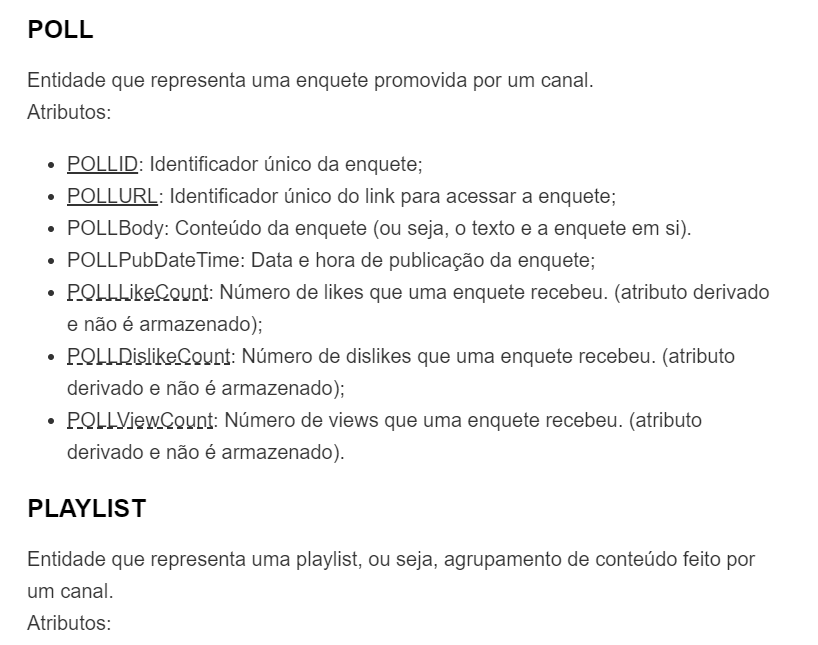 POLL
Entidade que representa uma enquete promovida por um canal.
Atributos:
• POLLID: Identificador único da enquete;
• POLLURL: Identificador único do link para acessar a enquete;
• POLLBody: Conteúdo da enquete (ou seja, o texto e a enquete em si).
• POLLPubDateTime: Data e hora de publicação da enquete;
• POLLLikeCount: Número de likes que uma enquete recebeu. (atributo derivado
e não é armazenado);
• POLLDislikeCount: Número de dislikes que uma enquete recebeu. (atributo
derivado e não é armazenado);
• POLLViewCount: Número de views que uma enquete recebeu. (atributo
derivado e não é armazenado).
PLAYLIST
Entidade que representa uma playlist, ou seja, agrupamento de conteúdo feito por
um canal.
Atributos: